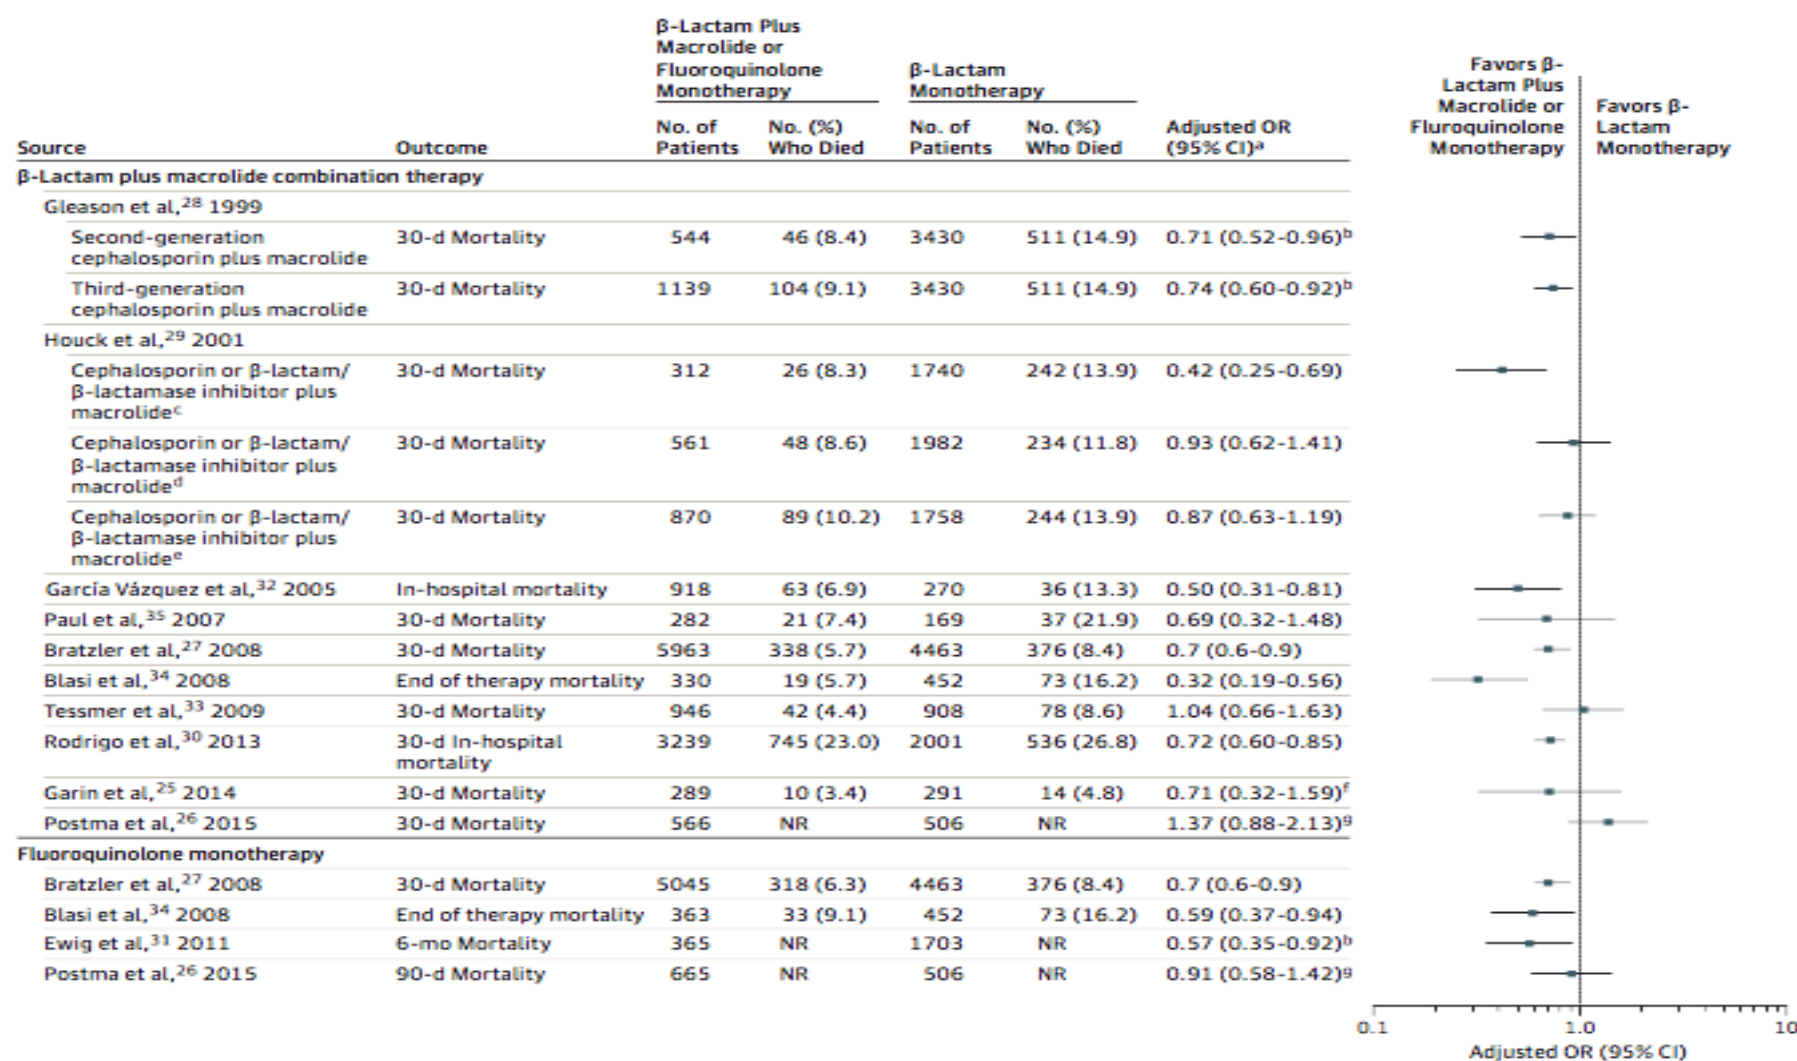 β-Lactam Plus
Macrolide or
Fluoroquinolone
Monotherapy
β-Lactam
Monotherapy
Favors β-
Lactam Plus
Macrolide or
Fluroquinolone
Monotherapy
Favors β-
Lactam
Monotherapy
Source Outcome No. of Patients No. (%) Who Died No. of Patients No. (%) Who Died Adjusted OR (95% CI)a
β-Lactam plus macrolide combination therapy
Gleason et al,28 1999
Second-generation 30-d Mortality 544 46 (8.4) 3430 511 (14.9) 0.71 (0.52-0.96)b
cephalosporin plus macrolide
Third-generation 30-d Mortality 1139 104 (9.1) 3430 511 (14.9) 0.74 (0.60-0.92)b
cephalosporin plus macrolide
Houck et al,29 2001
Cephalosporin or β-lactam/ 30-d Mortality 312 26 (8.3) 1740 242 (13.9) 0.42 (0.25-0.69)
β-lactamase inhibitor plus
macrolidec
Cephalosporin or β-lactam/ 30-d Mortality 561 48 (8.6) 1982 234 (11.8) 0.93 (0.62-1.41)
β-lactamase inhibitor plus
macrolided
Cephalosporin or β-lactam/ 30-d Mortality 870 89 (10.2) 1758 244 (13.9) 0.87 (0.63-1.19)
β-lactamase inhibitor plus
macrolidee
García Vázquez et al,32 2005 In-hospital mortality 918 63 (6.9) 270 36 (13.3) 0.50 (0.31-0.81)
Paul et al,35 2007 30-d Mortality 282 21 (7.4) 169 37 (21.9) 0.69 (0.32-1.48)
Bratzler et al,27 2008 30-d Mortality 5963 338 (5.7) 4463 376 (8.4) 0.7 (0.6-0.9)
Blasi et al,34 2008 End of therapy mortality 330 19 (5.7) 452 73 (16.2) 0.32 (0.19-0.56)
Tessmer et al,33 2009 30-d Mortality 946 42 (4.4) 908 78 (8.6) 1.04 (0.66-1.63)
Rodrigo et al,30 2013 30-d In-hospital 3239 745 (23.0) 2001 536 (26.8) 0.72 (0.60-0.85)
mortality
Garin et al,25 2014 30-d Mortality 289 10 (3.4) 291 14 (4.8) 0.71 (0.32-1.59)f
Postma et al,26 2015 30-d Mortality 566 NR 506 NR 1.37 (0.88-2.13)g
Fluoroquinolone monotherapy
Bratzler et al,27 2008 30-d Mortality 5045 318 (6.3) 4463 376 (8.4) 0.7 (0.6-0.9)
Blasi et al,34 2008 End of therapy mortality 363 33 (9.1) 452 73 (16.2) 0.59 (0.37-0.94)
Ewig et al,31 2011 6-mo Mortality 365 NR 1703 NR 0.57 (0.35-0.92)b
Postma et al,26 2015 90-d Mortality 665 NR 506 NR 0.91 (0.58-1.42)g
0.1 1.0 10
Adjusted OR (95% CI)